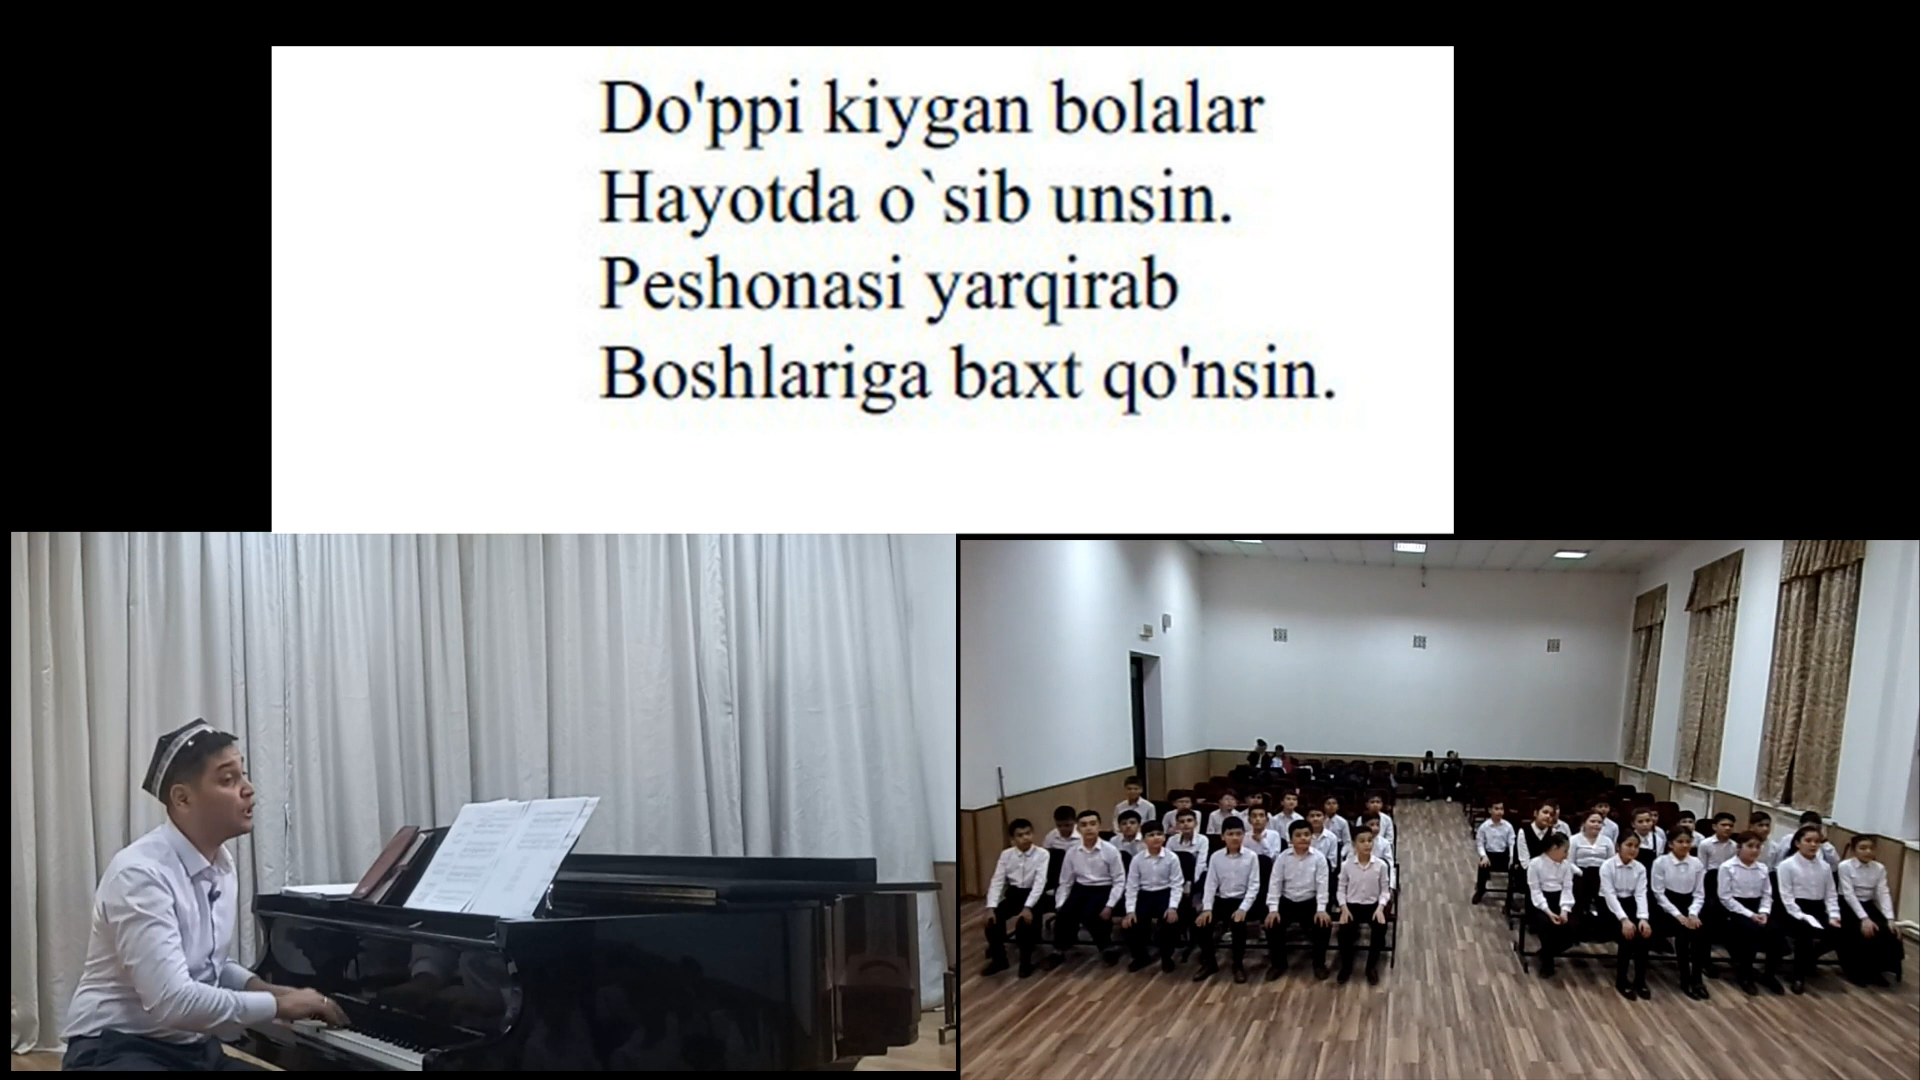 Do'ppi kiygan bolalar
Hayotda o`sib unsin.
Peshonasi yarqirab
Boshlariga baxt qo'nsin.